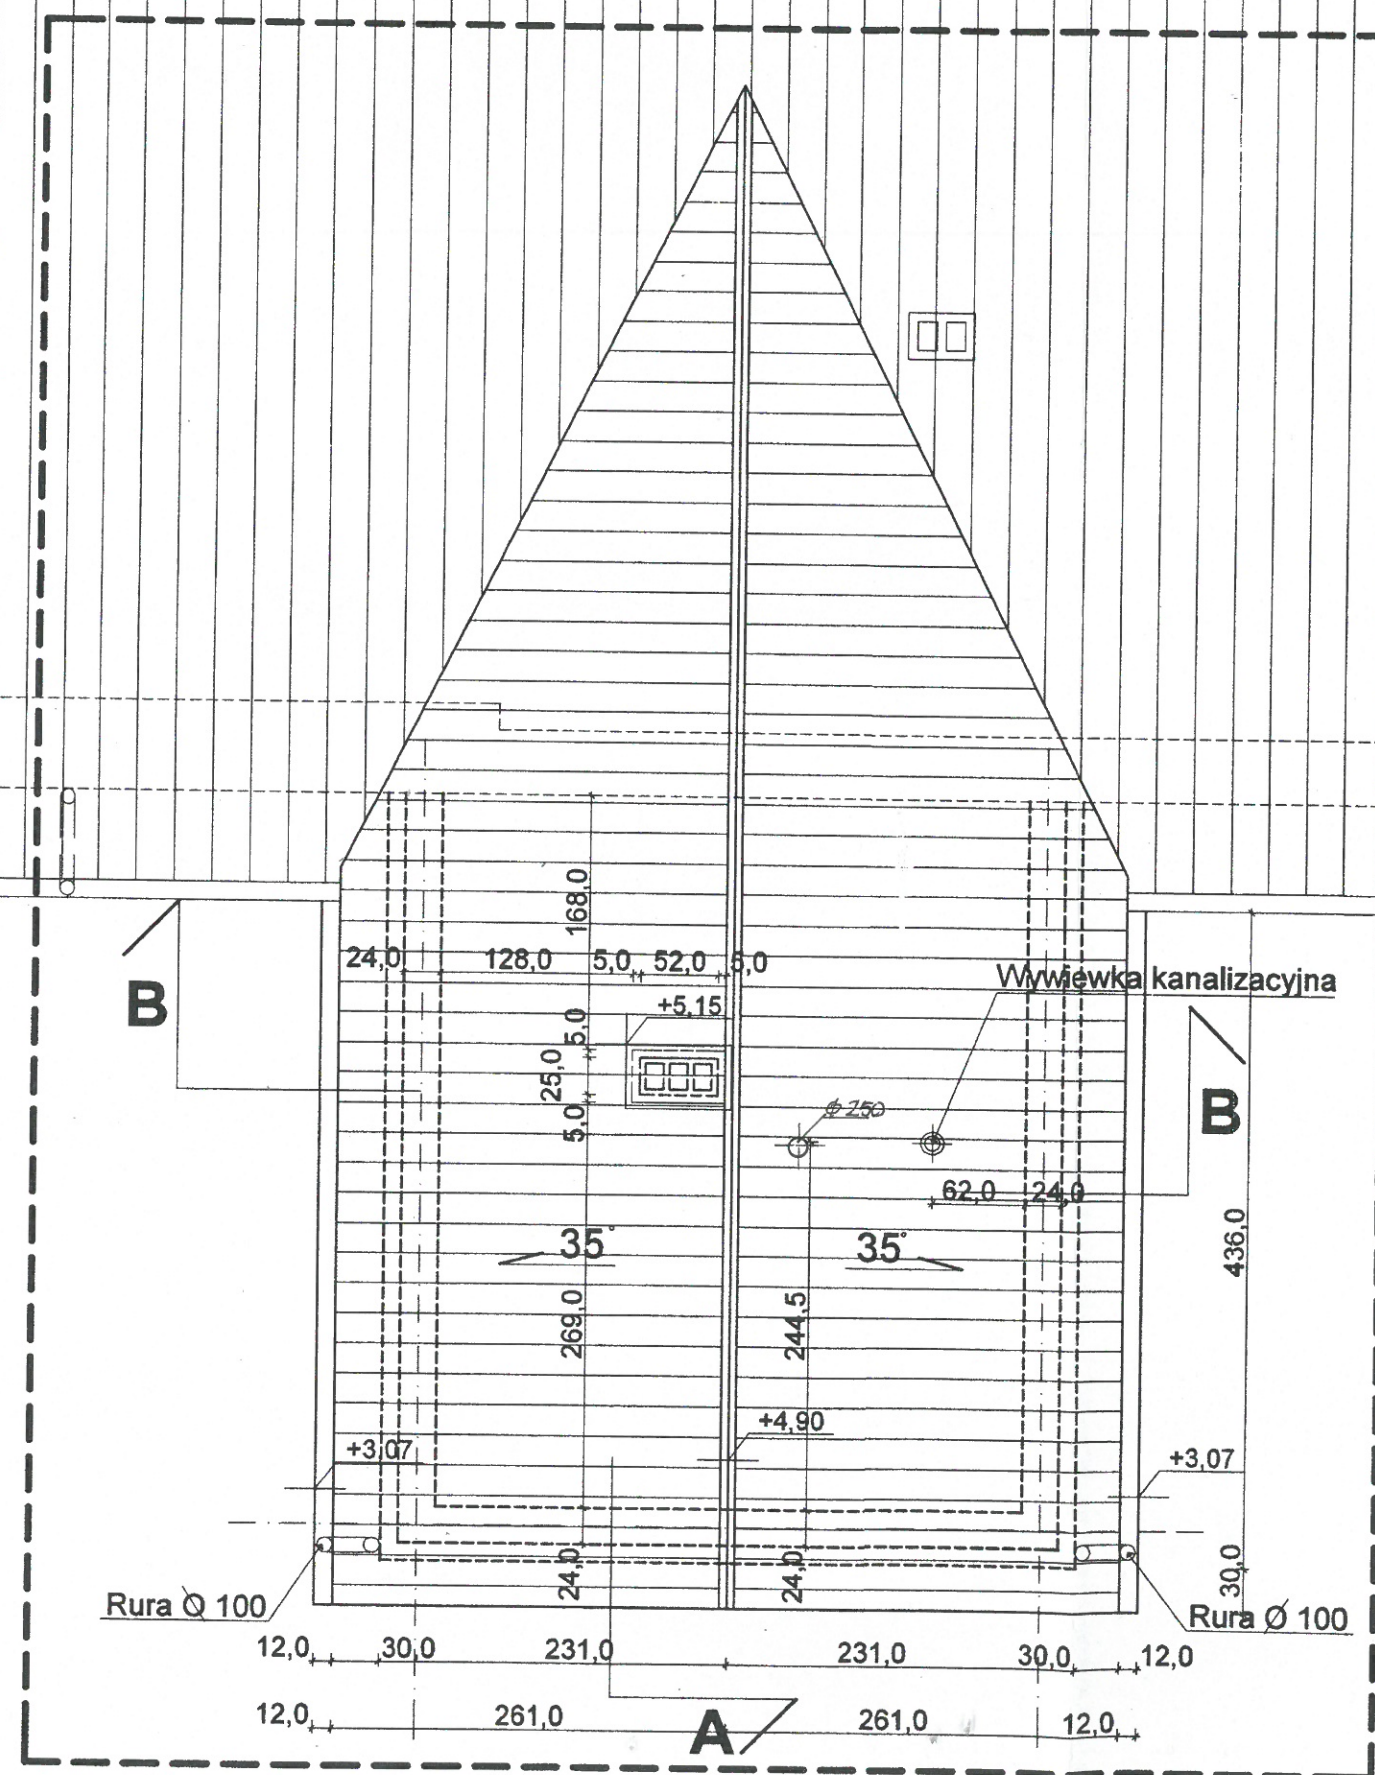 168,0
24,0 128,0 5,0 52,0 5,0
Wywiewka kanalizacyjna
B
+5,15
5,0
25,0
5,0
ϕ 250
B
62,0 24,0
436,0
35°
35°
269,0
244,5
+4,90
+3,07
+3,07
24,0
24,0
30,0
Rura Ø 100
Rura Ø 100
12,0 30,0 231,0 231,0 30,0 12,0
12,0 261,0 A 261,0 12,0